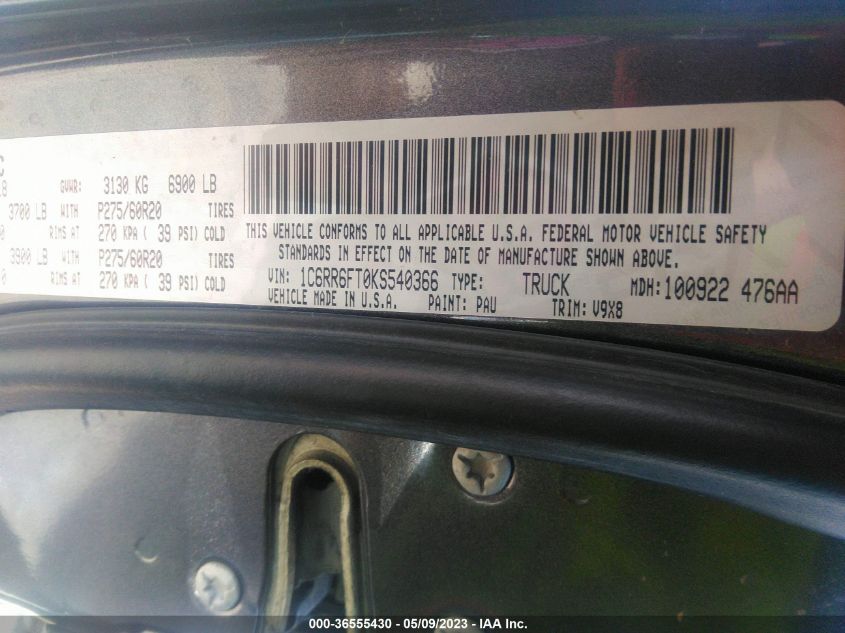 C
8
GVWR: 3130 KG 6900 LB
3700 LB WITH P275/60R20 TIRES
0 RIMS AT 270 KPA ( 39 PSI) COLD
3900 LB WITH P275/60R20 TIRES
0 RIMS AT 270 KPA ( 39 PSI) COLD
THIS VEHICLE CONFORMS TO ALL APPLICABLE U.S.A. FEDERAL MOTOR VEHICLE SAFETY
STANDARDS IN EFFECT ON THE DATE OF MANUFACTURE SHOWN ABOVE.
VIN: 1C6RR6FT0KS540366 TYPE: TRUCK MDH: 100922 476AA
VEHICLE MADE IN U.S.A. PAINT: PAU TRIM: V9X8
000-36555430 - 05/09/2023 - IAA Inc.